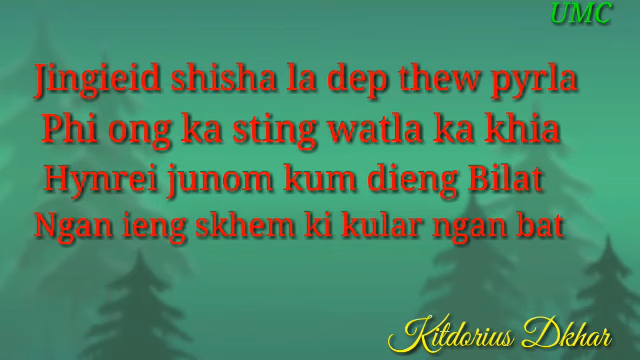 UMC
Jingieid shisha la dep thew pyrla
Phi ong ka sting watla ka khia
Hynrei junom kum dieng Bilat
Ngan ieng skhem ki kular ngan bat
Kitdorius Dkhar